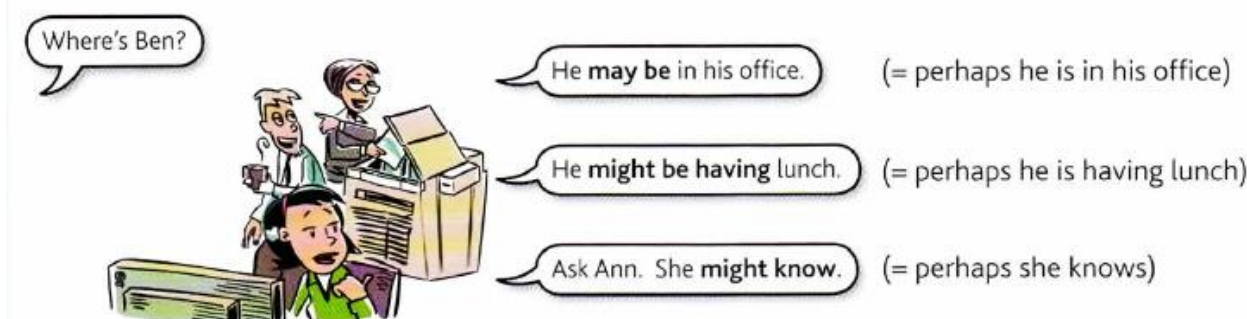 Where's Ben?
He may be in his office. (= perhaps he is in his office)
He might be having lunch. (= perhaps he is having lunch)
Ask Ann. She might know. (= perhaps she knows)